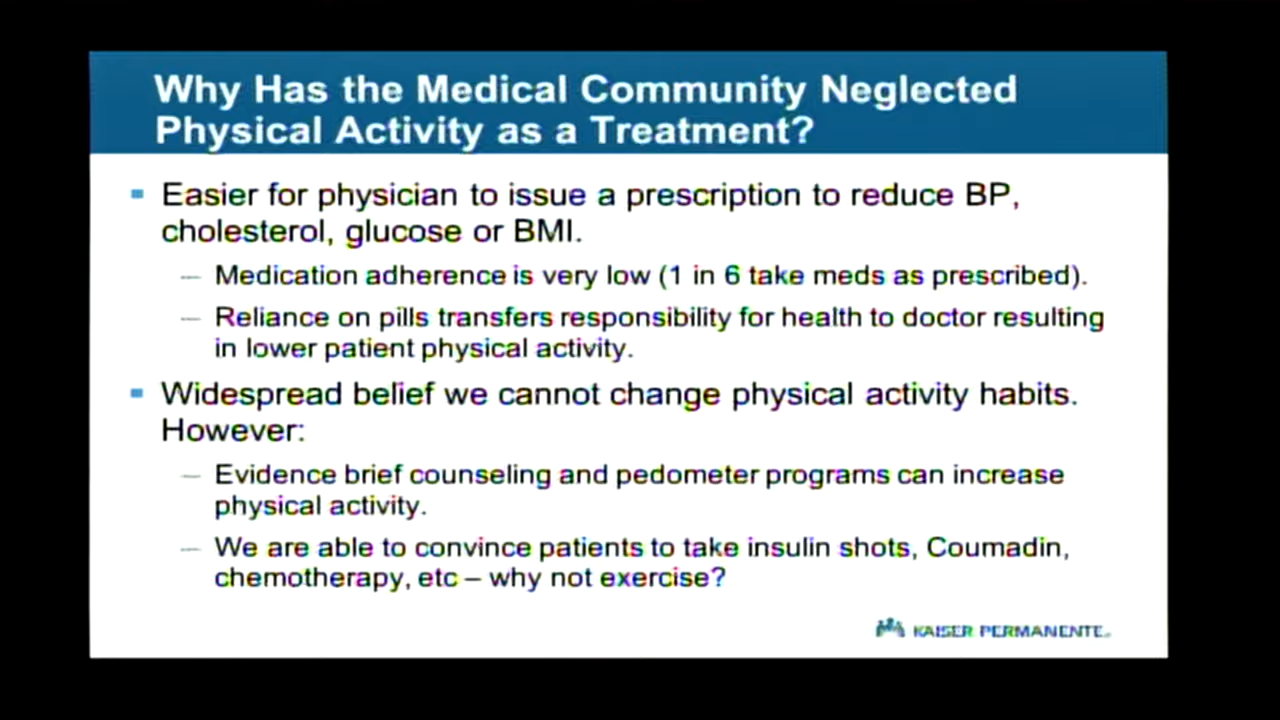 Why Has the Medical Community Neglected
Physical Activity as a Treatment?
Easier for physician to issue a prescription to reduce BP,
cholesterol, glucose or BMI.
— Medication adherence is very low (1 in 6 take meds as prescribed).
— Reliance on pills transfers responsibility for health to doctor resulting
in lower patient physical activity.
Widespread belief we cannot change physical activity habits.
However:
— Evidence brief counseling and pedometer programs can increase
physical activity.
— We are able to convince patients to take insulin shots, Coumadin,
chemotherapy, etc – why not exercise?
KAISER PERMANENTE.